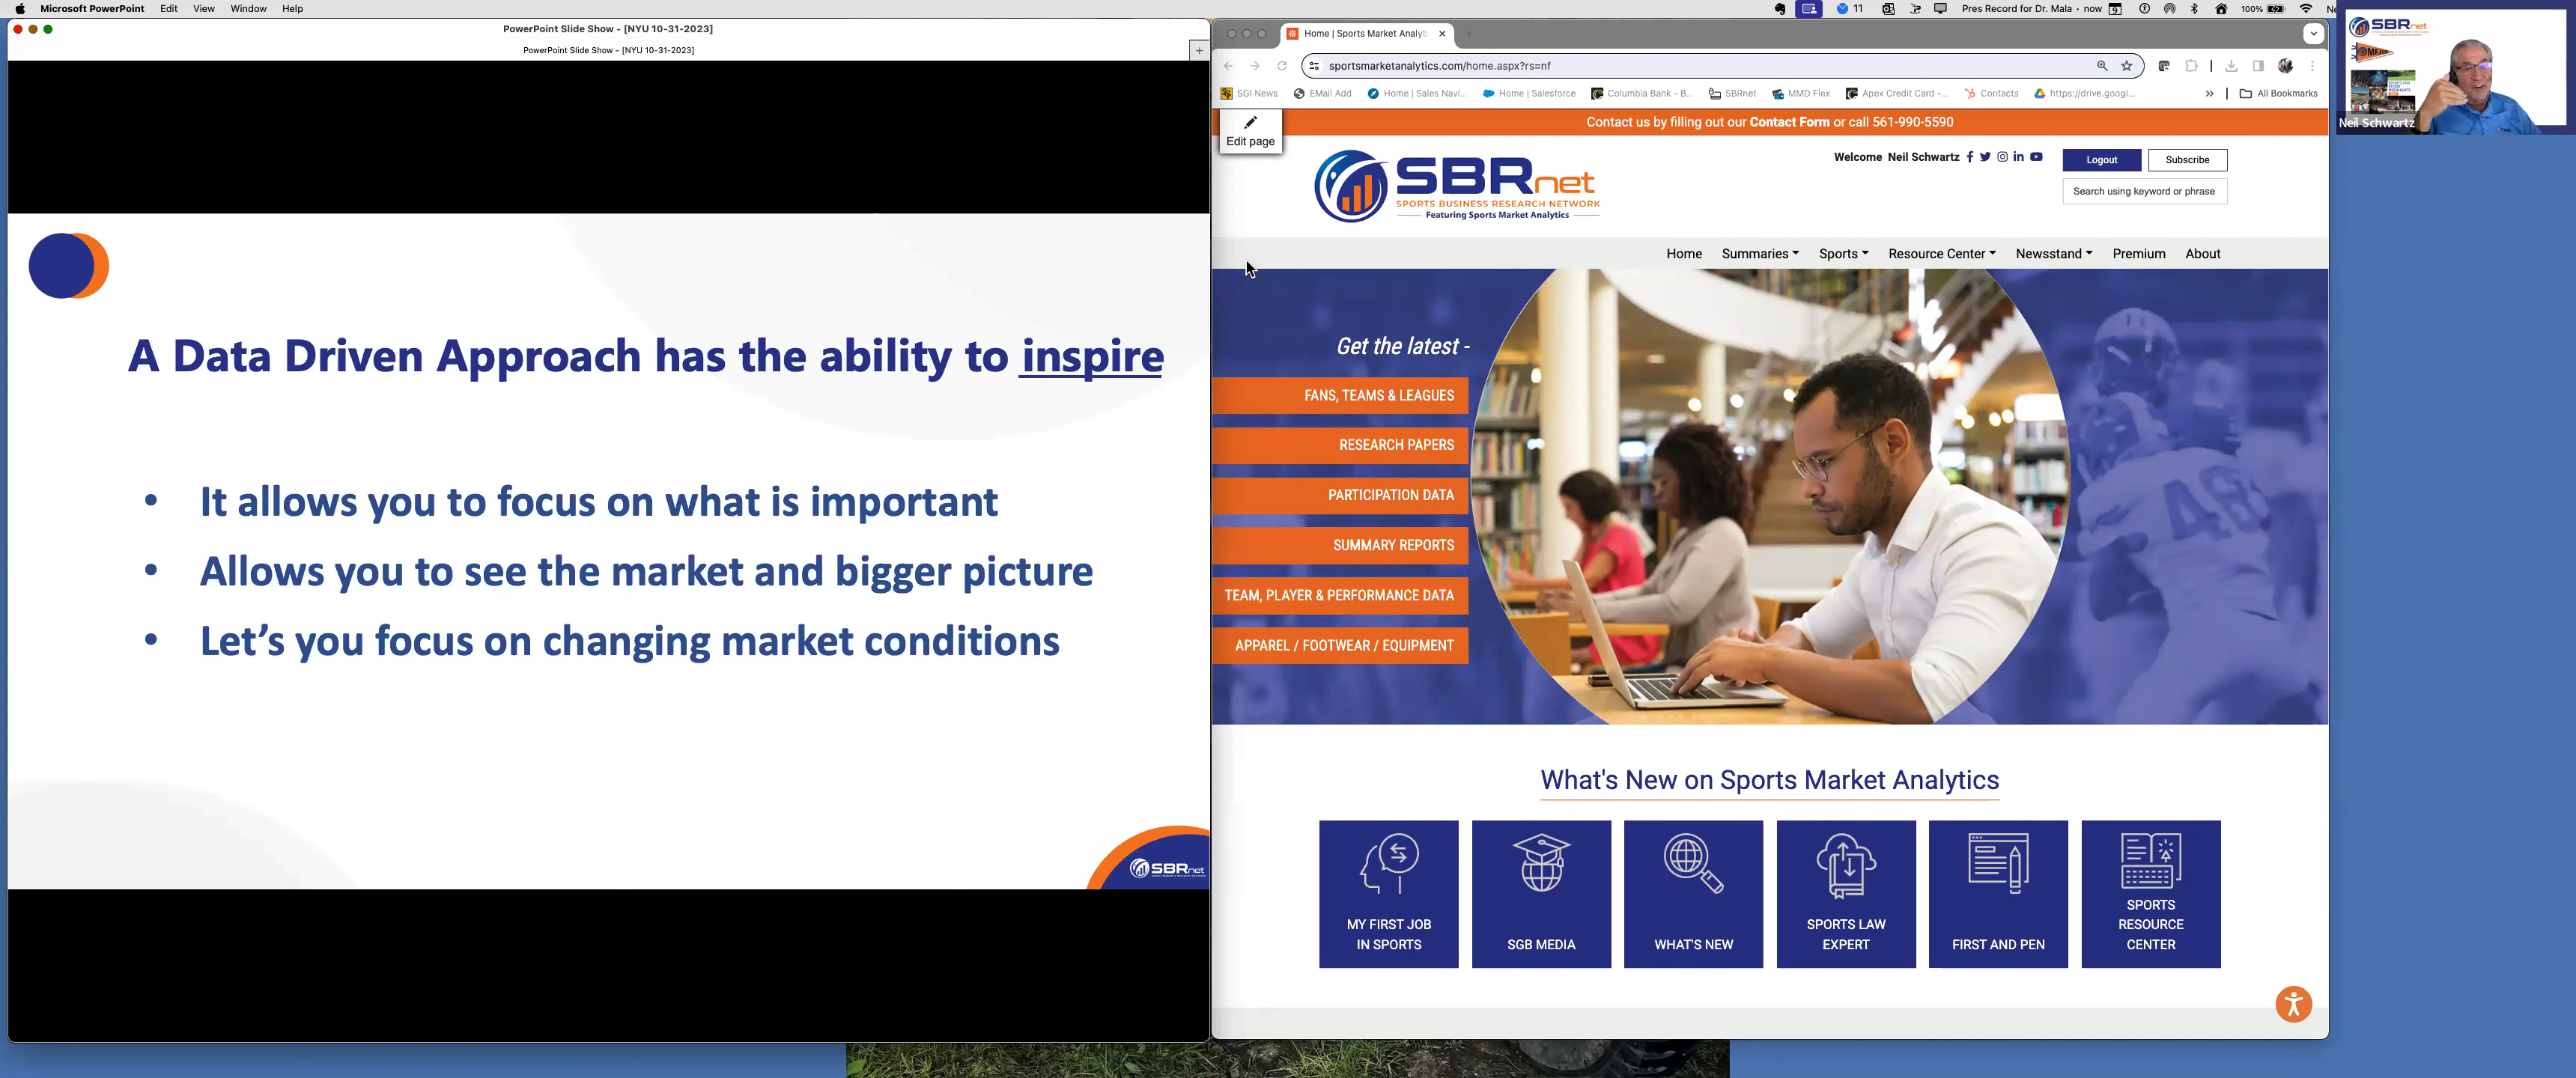 Microsoft PowerPoint Edit View Window Help
11
Pres Record for Dr. Mala • now
9
100%
PowerPoint Slide Show - [NYU 10-31-2023]
PowerPoint Slide Show - [NYU 10-31-2023]
A Data Driven Approach has the ability to inspire
• It allows you to focus on what is important
• Allows you to see the market and bigger picture
• Let's you focus on changing market conditions
SBRnet
Home | Sports Market Analyt
sportsmarketanalytics.com/home.aspx?rs=nf
SGI News EMail Add Home | Sales Navi... Home | Salesforce Columbia Bank - B... SBRnet MMD Flex Apex Credit Card -... Contacts https://drive.googl... » All Bookmarks
Contact us by filling out our Contact Form or call 561-990-5590
Edit page
SBRnet
SPORTS BUSINESS RESEARCH NETWORK
Featuring Sports Market Analytics
Welcome Neil Schwartz
Logout
Subscribe
Search using keyword or phrase
Home Summaries Sports Resource Center Newsstand Premium About
Get the latest -
FANS, TEAMS & LEAGUES
RESEARCH PAPERS
PARTICIPATION DATA
SUMMARY REPORTS
TEAM, PLAYER & PERFORMANCE DATA
APPAREL / FOOTWEAR / EQUIPMENT
What's New on Sports Market Analytics
MY FIRST JOB
IN SPORTS
SGB MEDIA
WHAT'S NEW
SPORTS LAW
EXPERT
FIRST AND PEN
SPORTS
RESOURCE
CENTER
SBRnet
Neil Schwartz